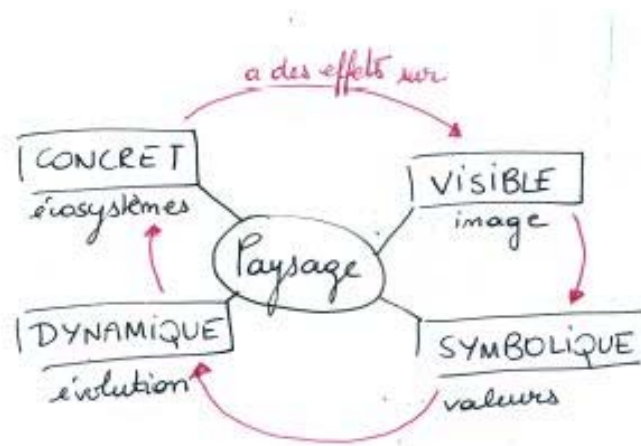 a des effets sur
CONCRET
écosystèmes
VISIBLE
image
Paysage
DYNAMIQUE
évolution
SYMBOLIQUE
valeurs